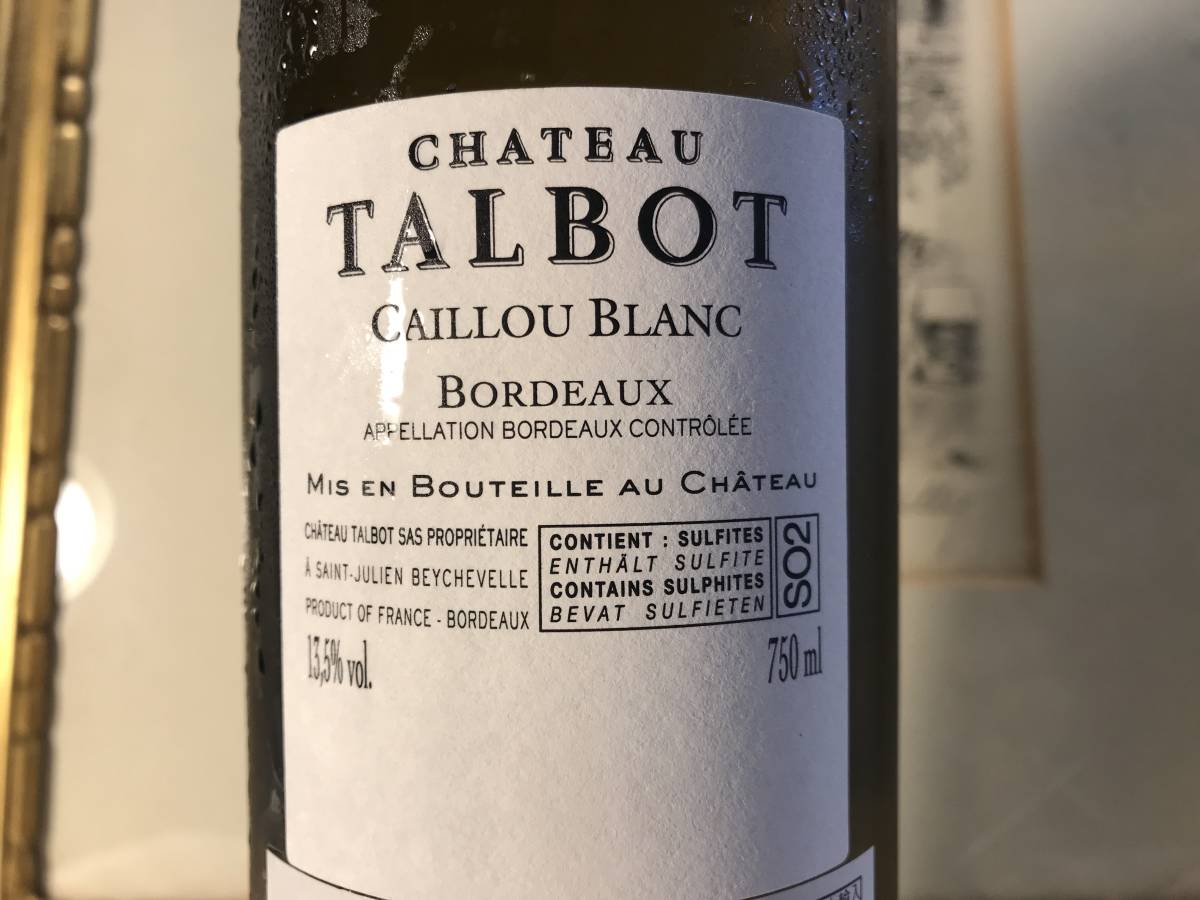 CHATEAU
TALBOT
CAILLOU BLANC
BORDEAUX
APPELLATION BORDEAUX CONTRÔLÉE
MIS EN BOUTEILLE AU CHÂTEAU
CHÂTEAU TALBOT SAS PROPRIÉTAIRE
À SAINT-JULIEN BEYCHEVELLE
PRODUCT OF FRANCE - BORDEAUX
CONTIENT : SULFITES
ENTHÄLT SULFITE
CONTAINS SULPHITES
BEVAT SULFIETEN
SO2
13,5% vol.
750 ml